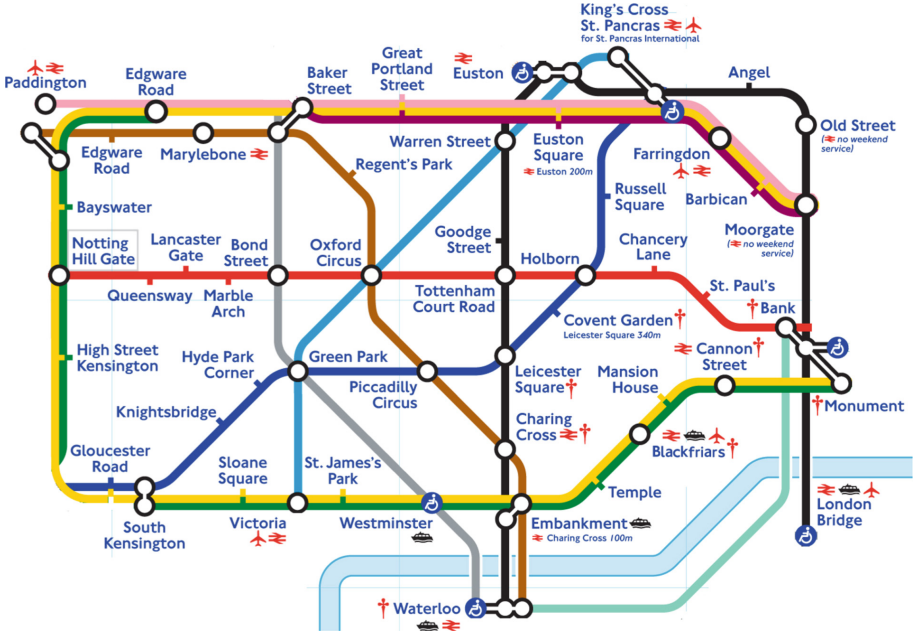 King's Cross
St. Pancras
for St. Pancras International
Paddington
Edgware
Road
Baker
Street
Great
Portland
Street
Euston
Angel
Old Street
( no weekend
service)
Edgware
Road
Marylebone
Regent's Park
Warren Street
Euston
Square
Euston 200m
Farringdon
Barbican
Moorgate
( no weekend
service)
Bayswater
Russell
Square
Notting
Hill Gate
Lancaster
Gate
Bond
Street
Oxford
Circus
Goodge
Street
Holborn
Chancery
Lane
Queensway
Marble
Arch
Tottenham
Court Road
St. Paul's
Bank
Covent Garden
Leicester Square 340m
Cannon
Street
High Street
Kensington
Hyde Park
Corner
Green Park
Piccadilly
Circus
Leicester
Square
Mansion
House
Monument
Knightsbridge
Charing
Cross
Blackfriars
Gloucester
Road
Sloane
Square
St. James's
Park
Temple
South
Kensington
Victoria
Westminster
Embankment
Charing Cross 100m
London
Bridge
Waterloo